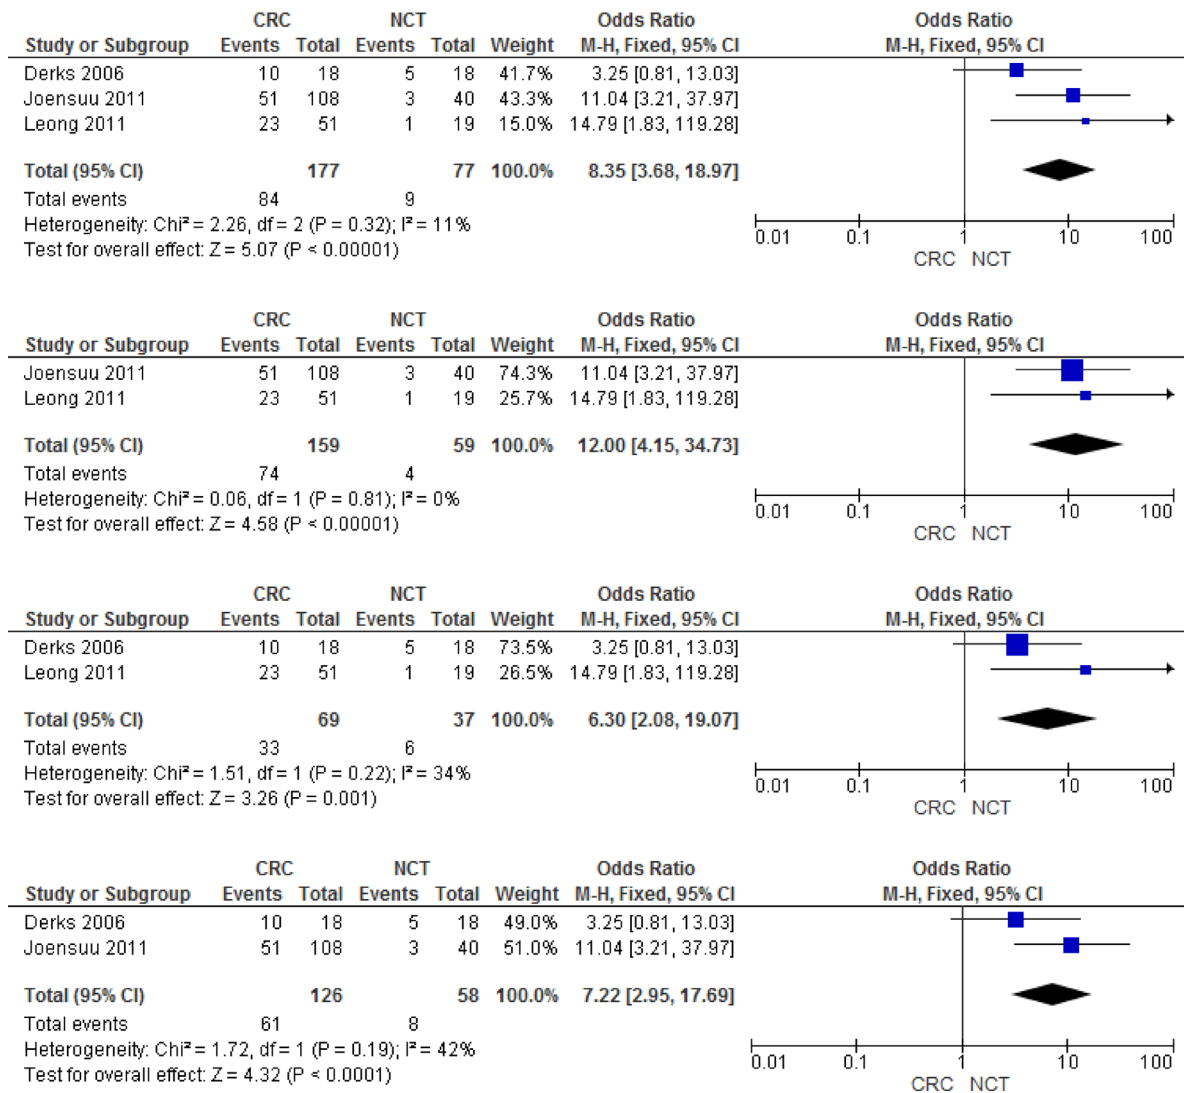 CRC NCT Odds Ratio Odds Ratio
Study or Subgroup Events Total Events Total Weight M-H, Fixed, 95% CI M-H, Fixed, 95% CI
Derks 2006 10 18 5 18 41.7% 3.25 [0.81, 13.03]
Joensuu 2011 51 108 3 40 43.3% 11.04 [3.21, 37.97]
Leong 2011 23 51 1 19 15.0% 14.79 [1.83, 119.28]
Total (95% CI) 177 77 100.0% 8.35 [3.68, 18.97]
Total events 84 9
Heterogeneity: Chi² = 2.26, df = 2 (P = 0.32); I² = 11%
Test for overall effect: Z = 5.07 (P < 0.00001)
0.01 0.1 1 10 100
CRC NCT
CRC NCT Odds Ratio Odds Ratio
Study or Subgroup Events Total Events Total Weight M-H, Fixed, 95% CI M-H, Fixed, 95% CI
Joensuu 2011 51 108 3 40 74.3% 11.04 [3.21, 37.97]
Leong 2011 23 51 1 19 25.7% 14.79 [1.83, 119.28]
Total (95% CI) 159 59 100.0% 12.00 [4.15, 34.73]
Total events 74 4
Heterogeneity: Chi² = 0.06, df = 1 (P = 0.81); I² = 0%
Test for overall effect: Z = 4.58 (P < 0.00001)
0.01 0.1 1 10 100
CRC NCT
CRC NCT Odds Ratio Odds Ratio
Study or Subgroup Events Total Events Total Weight M-H, Fixed, 95% CI M-H, Fixed, 95% CI
Derks 2006 10 18 5 18 73.5% 3.25 [0.81, 13.03]
Leong 2011 23 51 1 19 26.5% 14.79 [1.83, 119.28]
Total (95% CI) 69 37 100.0% 6.30 [2.08, 19.07]
Total events 33 6
Heterogeneity: Chi² = 1.51, df = 1 (P = 0.22); I² = 34%
Test for overall effect: Z = 3.26 (P = 0.001)
0.01 0.1 1 10 100
CRC NCT
CRC NCT Odds Ratio Odds Ratio
Study or Subgroup Events Total Events Total Weight M-H, Fixed, 95% CI M-H, Fixed, 95% CI
Derks 2006 10 18 5 18 49.0% 3.25 [0.81, 13.03]
Joensuu 2011 51 108 3 40 51.0% 11.04 [3.21, 37.97]
Total (95% CI) 126 58 100.0% 7.22 [2.95, 17.69]
Total events 61 8
Heterogeneity: Chi² = 1.72, df = 1 (P = 0.19); I² = 42%
Test for overall effect: Z = 4.32 (P < 0.0001)
0.01 0.1 1 10 100
CRC NCT